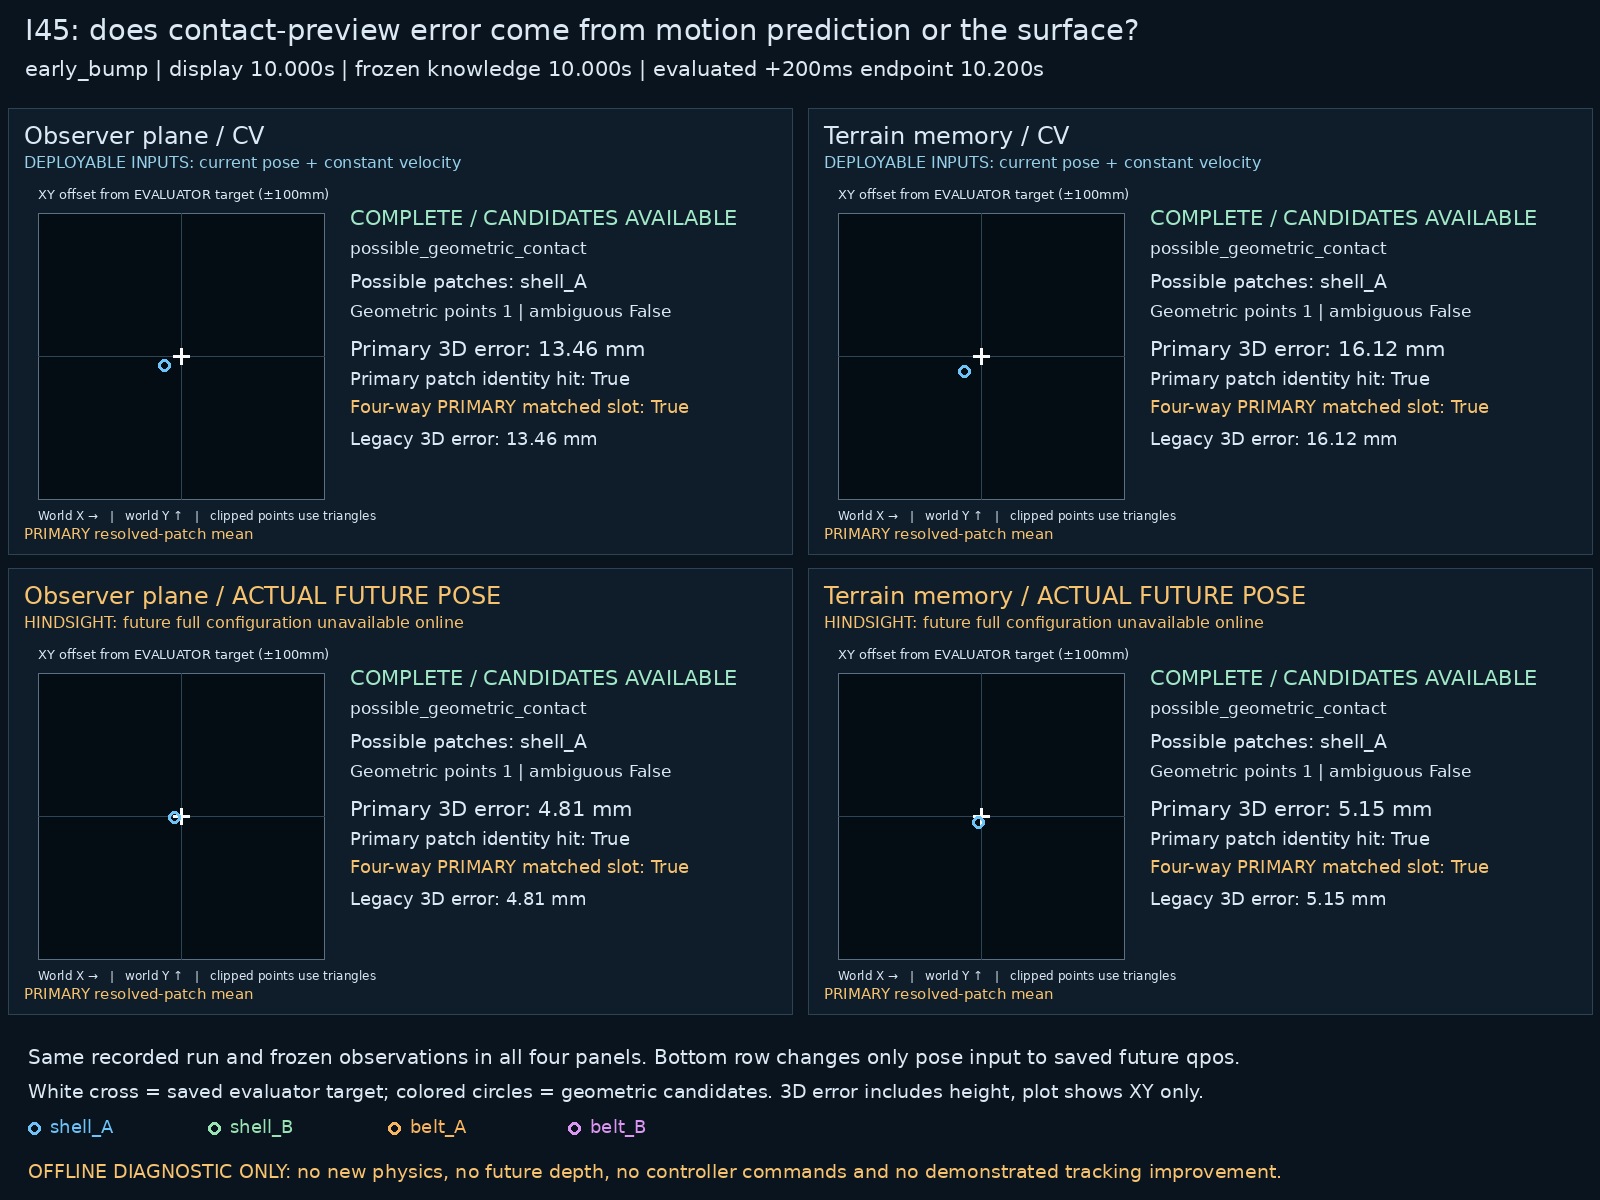 I45: does contact-preview error come from motion prediction or the surface?
early_bump | display 10.000s | frozen knowledge 10.000s | evaluated +200ms endpoint 10.200s
Observer plane / CV
DEPLOYABLE INPUTS: current pose + constant velocity
XY offset from EVALUATOR target (±100mm)
COMPLETE / CANDIDATES AVAILABLE
possible_geometric_contact
Possible patches: shell_A
Geometric points 1 | ambiguous False
Primary 3D error: 13.46 mm
Primary patch identity hit: True
Four-way PRIMARY matched slot: True
Legacy 3D error: 13.46 mm
World X → | world Y ↑ | clipped points use triangles
PRIMARY resolved-patch mean
Terrain memory / CV
DEPLOYABLE INPUTS: current pose + constant velocity
XY offset from EVALUATOR target (±100mm)
COMPLETE / CANDIDATES AVAILABLE
possible_geometric_contact
Possible patches: shell_A
Geometric points 1 | ambiguous False
Primary 3D error: 16.12 mm
Primary patch identity hit: True
Four-way PRIMARY matched slot: True
Legacy 3D error: 16.12 mm
World X → | world Y ↑ | clipped points use triangles
PRIMARY resolved-patch mean
Observer plane / ACTUAL FUTURE POSE
HINDSIGHT: future full configuration unavailable online
XY offset from EVALUATOR target (±100mm)
COMPLETE / CANDIDATES AVAILABLE
possible_geometric_contact
Possible patches: shell_A
Geometric points 1 | ambiguous False
Primary 3D error: 4.81 mm
Primary patch identity hit: True
Four-way PRIMARY matched slot: True
Legacy 3D error: 4.81 mm
World X → | world Y ↑ | clipped points use triangles
PRIMARY resolved-patch mean
Terrain memory / ACTUAL FUTURE POSE
HINDSIGHT: future full configuration unavailable online
XY offset from EVALUATOR target (±100mm)
COMPLETE / CANDIDATES AVAILABLE
possible_geometric_contact
Possible patches: shell_A
Geometric points 1 | ambiguous False
Primary 3D error: 5.15 mm
Primary patch identity hit: True
Four-way PRIMARY matched slot: True
Legacy 3D error: 5.15 mm
World X → | world Y ↑ | clipped points use triangles
PRIMARY resolved-patch mean
Same recorded run and frozen observations in all four panels. Bottom row changes only pose input to saved future qpos.
White cross = saved evaluator target; colored circles = geometric candidates. 3D error includes height, plot shows XY only.
shell_A shell_B belt_A belt_B
OFFLINE DIAGNOSTIC ONLY: no new physics, no future depth, no controller commands and no demonstrated tracking improvement.